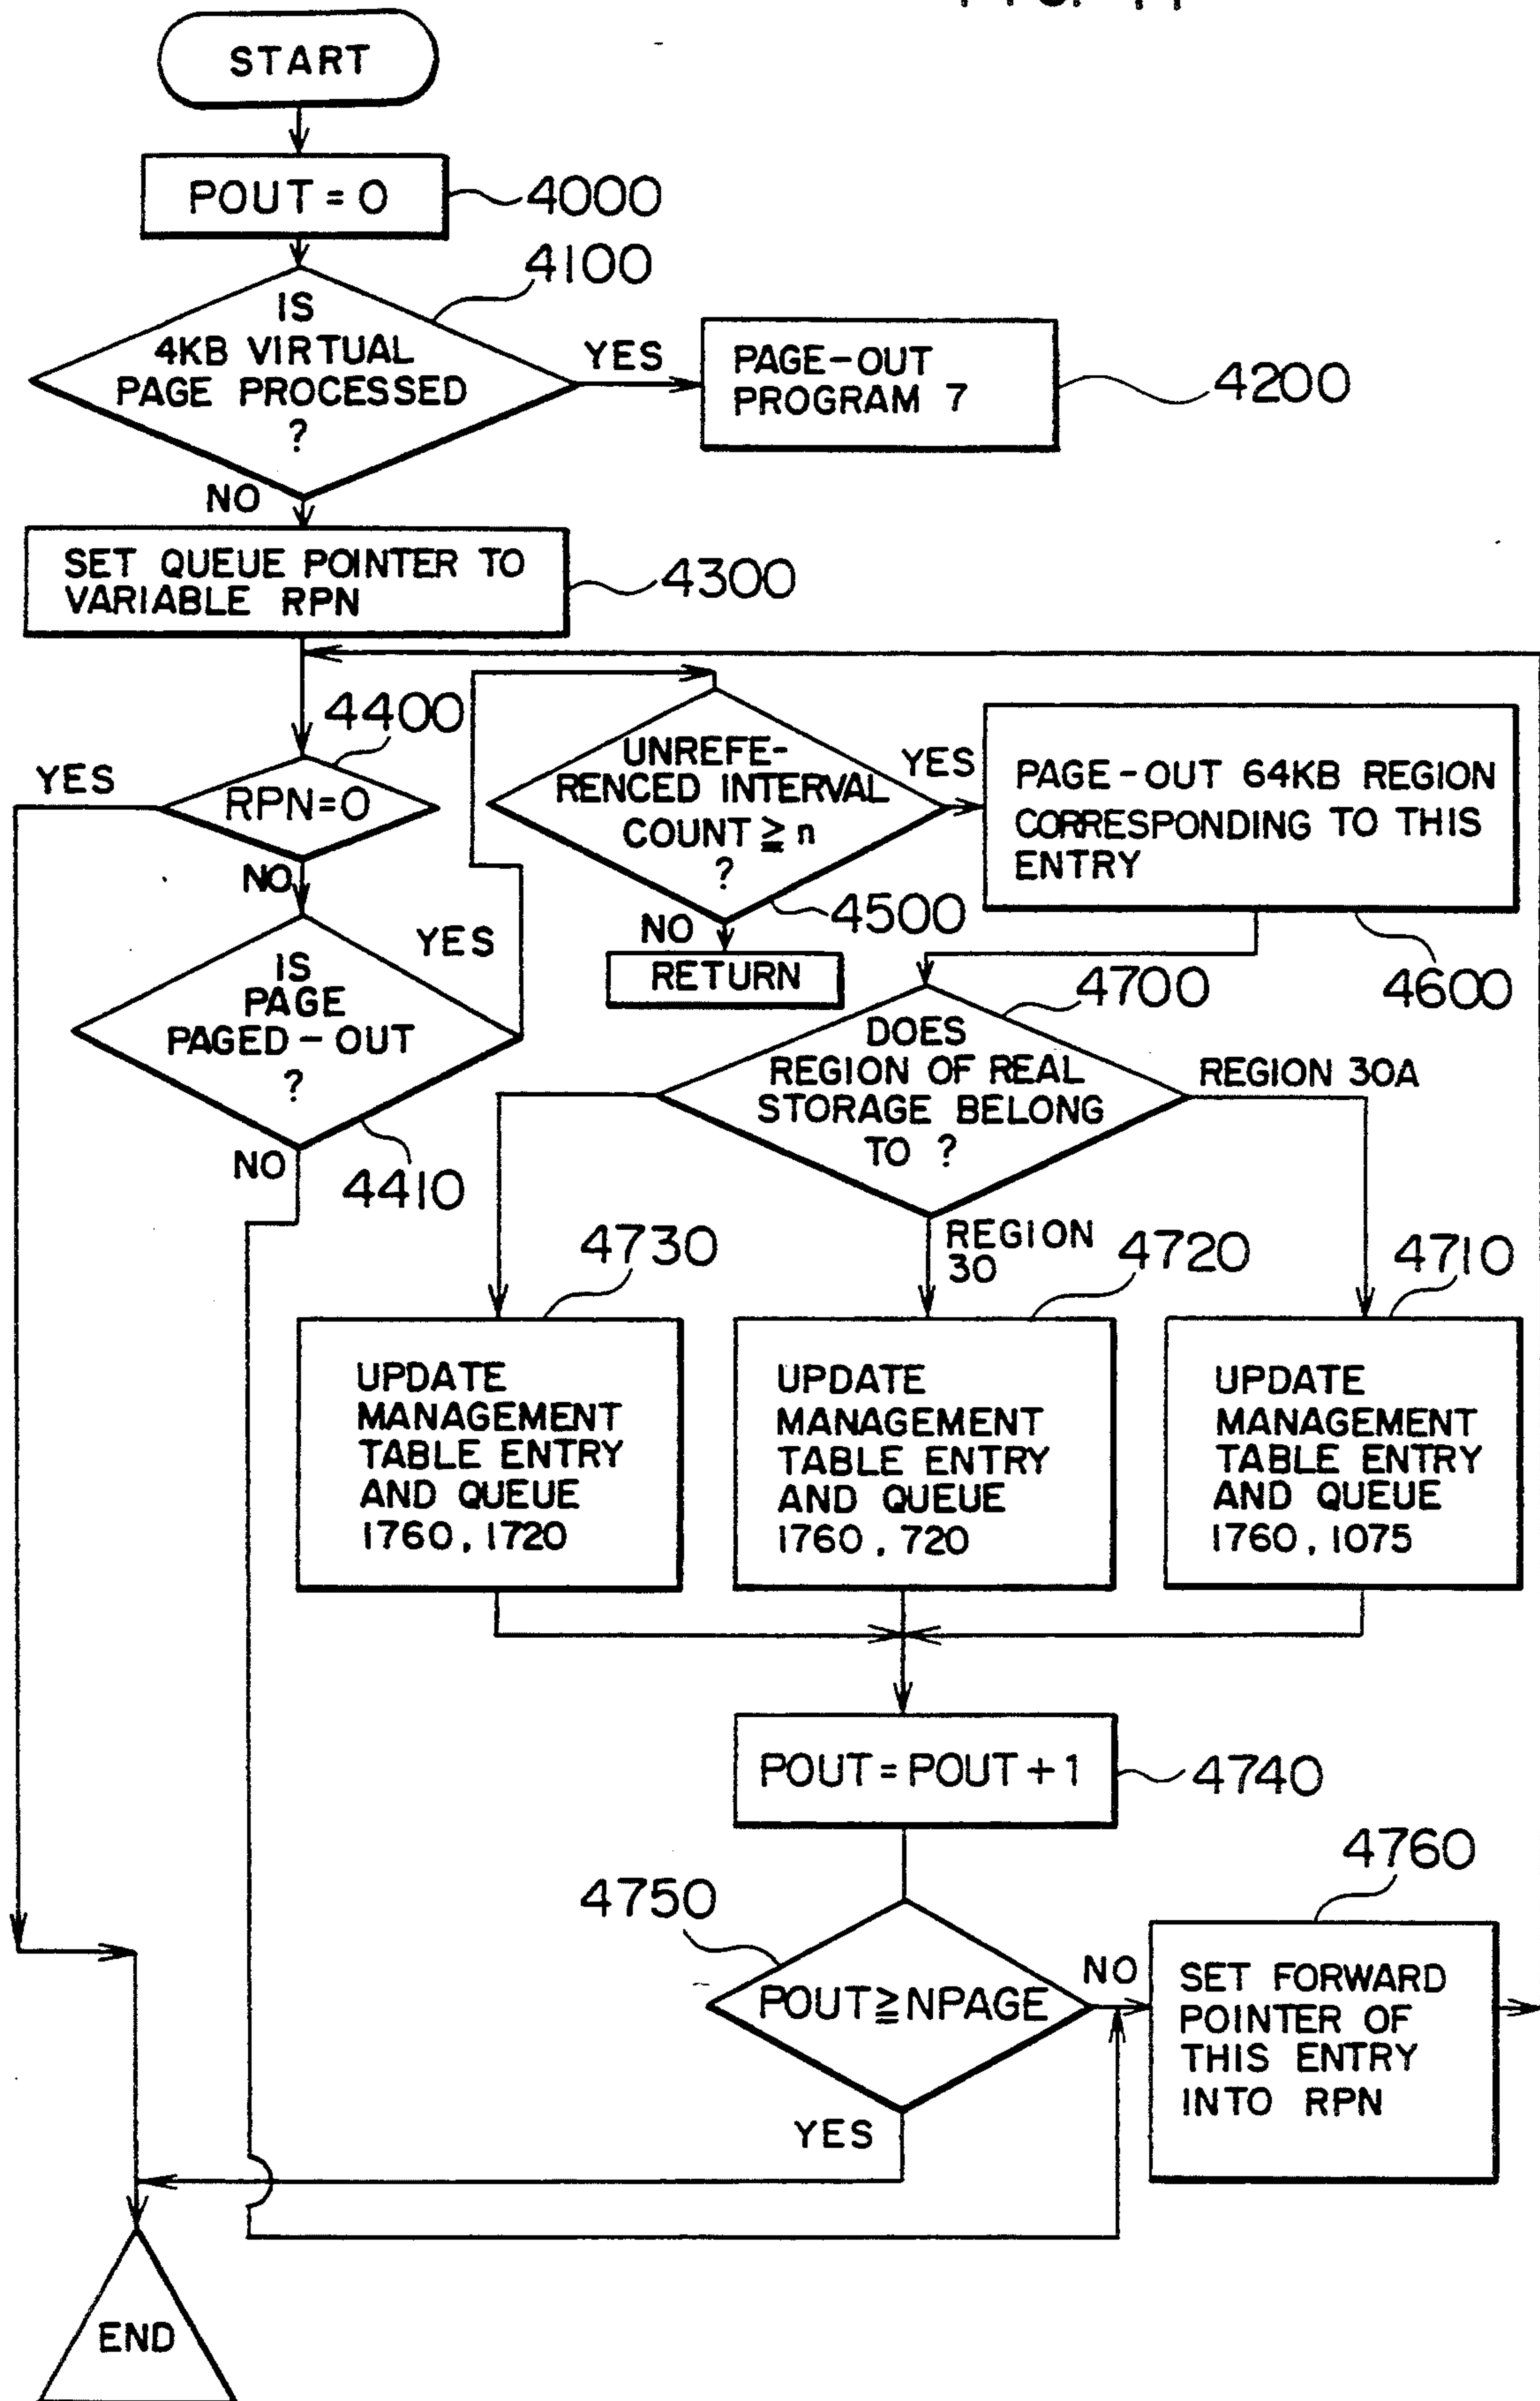 START
POUT = 0
4000
4100
IS
4KB VIRTUAL
PAGE PROCESSED
?
YES
PAGE-OUT
PROGRAM 7
4200
NO
SET QUEUE POINTER TO
VARIABLE RPN
4300
4400
YES
RPN=0
NO
IS
PAGE
PAGED-OUT
?
YES
NO
4410
UNREFE-
RENCED INTERVAL
COUNT ≧ n
?
YES
4500
NO
RETURN
PAGE-OUT 64KB REGION
CORRESPONDING TO THIS
ENTRY
4600
4700
DOES
REGION OF REAL
STORAGE BELONG
TO ?
REGION 30A
REGION
30
4730
4720
4710
UPDATE
MANAGEMENT
TABLE ENTRY
AND QUEUE
1760, 1720
UPDATE
MANAGEMENT
TABLE ENTRY
AND QUEUE
1760, 720
UPDATE
MANAGEMENT
TABLE ENTRY
AND QUEUE
1760, 1075
POUT = POUT + 1
4740
4750
POUT≧NPAGE
NO
YES
4760
SET FORWARD
POINTER OF
THIS ENTRY
INTO RPN
END